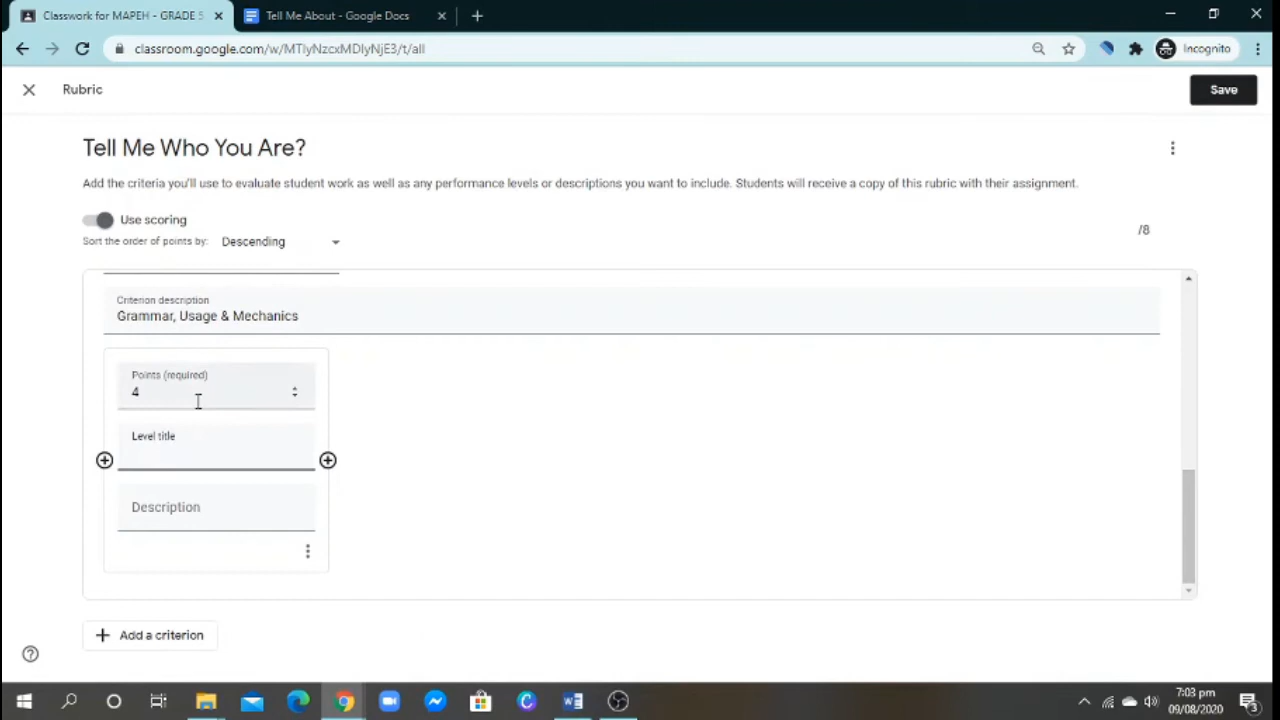 Classwork for MAPEH - GRADE 5
Tell Me About - Google Docs
classroom.google.com/w/MTIyNzcxMDIyNjE3/t/all
Incognito
Rubric
Save
Tell Me Who You Are?
Add the criteria you'll use to evaluate student work as well as any performance levels or descriptions you want to include. Students will receive a copy of this rubric with their assignment.
Use scoring
Sort the order of points by: Descending
/8
Criterion description
Grammar, Usage & Mechanics
Points (required)
4
Level title
Description
+ Add a criterion
7:03 pm
09/08/2020
3